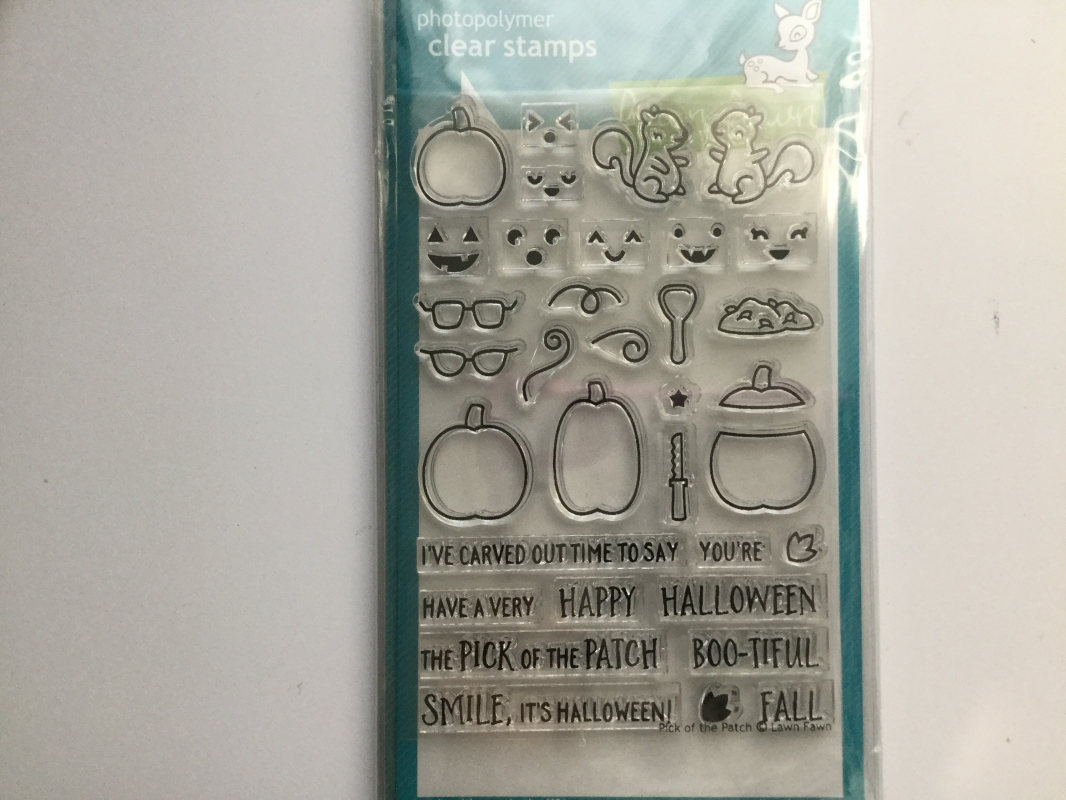 photopolymer
clear stamps
I'VE CARVED OUT TIME TO SAY YOU'RE
HAVE A VERY HAPPY HALLOWEEN
THE PICK OF THE PATCH BOO-TIFUL
SMILE, IT'S HALLOWEEN! FALL
Pick of the Patch © Lawn Fawn